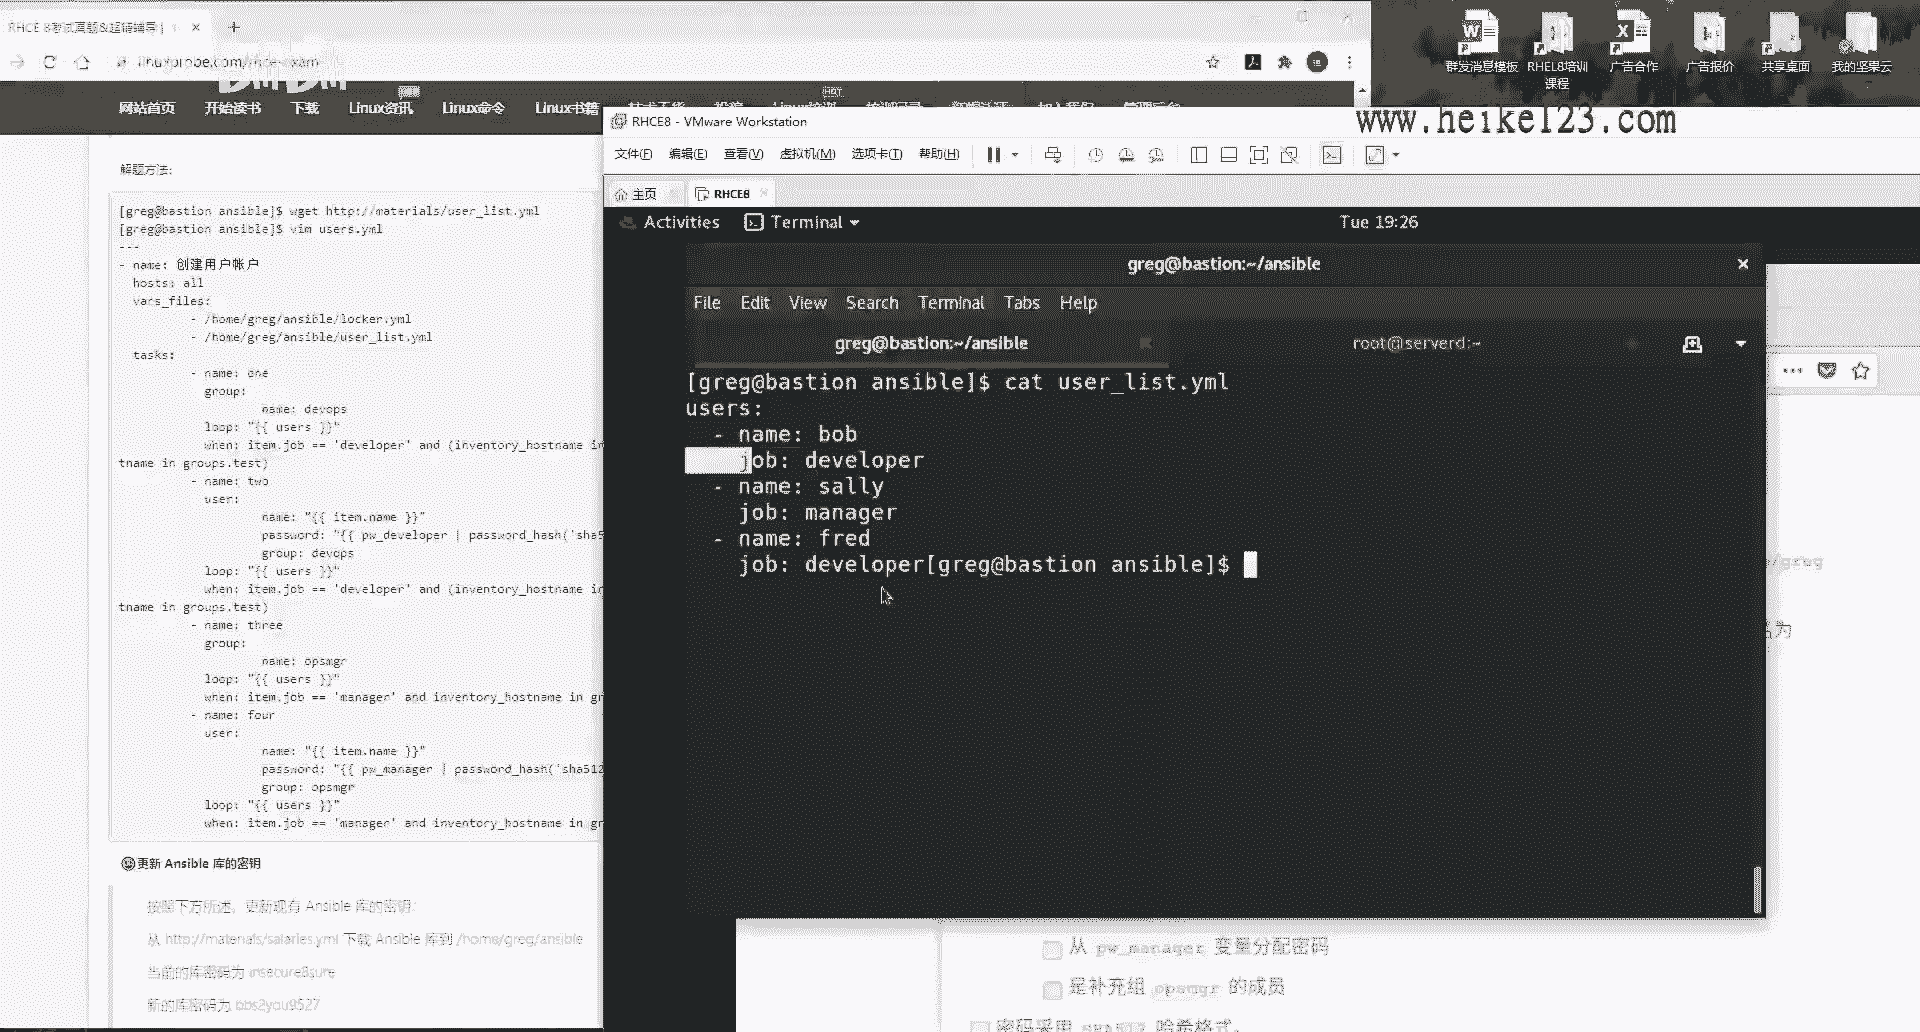 RHCE 8考试真题&超链辅导
linuxprobe.com/rhce-exam
群发消息模板
RHEL8培训
课程
广告合作
广告报价
共享桌面
我的坚果云
www.heike123.com
网站首页 开始读书 下载 Linux资讯 Linux命令 Linux书籍
解题方法:
[greg@bastion ansible]$ wget http://materials/user_list.yml
[greg@bastion ansible]$ vim users.yml
---
- name: 创建用户帐户
hosts: all
vars_files:
- /home/greg/ansible/locker.yml
- /home/greg/ansible/user_list.yml
tasks:
- name: one
group:
name: devops
loop: "{{ users }}"
when: item.job == 'developer' and (inventory_hostname in
tname in groups.test)
- name: two
user:
name: "{{ item.name }}"
password: "{{ pw_developer | password_hash('sha5
group: devops
loop: "{{ users }}"
when: item.job == 'developer' and (inventory_hostname in
tname in groups.test)
- name: three
group:
name: opsmgr
loop: "{{ users }}"
when: item.job == 'manager' and inventory_hostname in gr
- name: four
user:
name: "{{ item.name }}"
password: "{{ pw_manager | password_hash('sha512
group: opsmgr
loop: "{{ users }}"
when: item.job == 'manager' and inventory_hostname in gr
更新 Ansible 库的密钥
按照下方所述，更新现有 Ansible 库的密钥:
从 http://materials/salaries.yml 下载 Ansible 库到 /home/greg/ansible
当前的库密码为 insecure8sure
新的库密码为 bbs2you9527
RHCE8 - VMware Workstation
文件(F) 编辑(E) 查看(V) 虚拟机(M) 选项卡(T) 帮助(H)
主页 RHCE8
Activities Terminal Tue 19:26
greg@bastion:~/ansible
File Edit View Search Terminal Tabs Help
greg@bastion:~/ansible root@serverd:~
[greg@bastion ansible]$ cat user_list.yml
users:
- name: bob
job: developer
- name: sally
job: manager
- name: fred
job: developer[greg@bastion ansible]$
/greg
名为
从 pw_manager 变量分配密码
是补充组 opsmgr 的成员
密码采用 哈希格式。